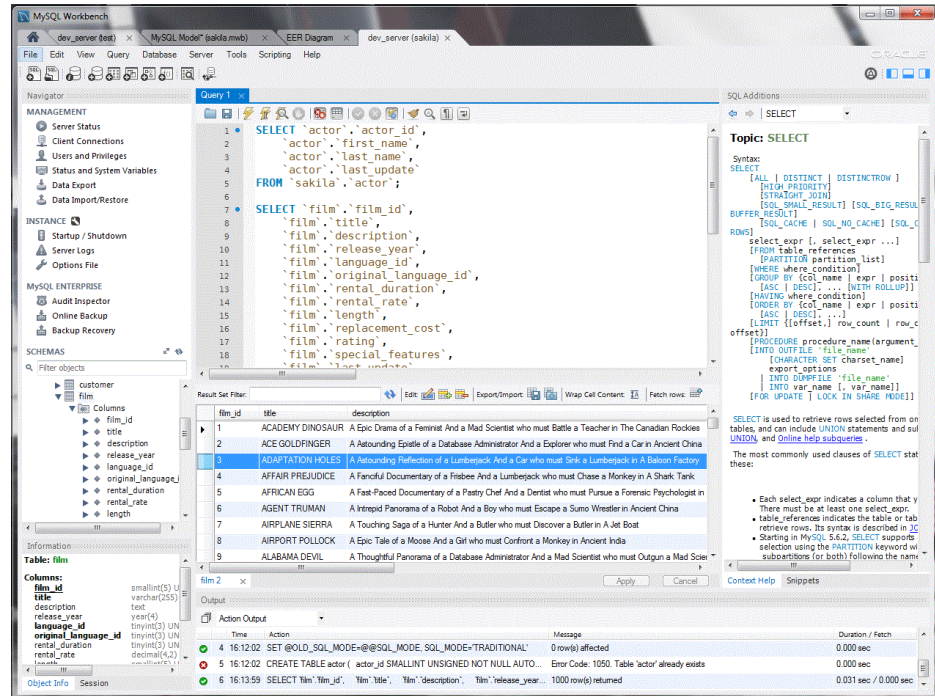 MySQL Workbench
dev_server (test) × MySQL Model* (sakila.mwb) × EER Diagram × dev_server (sakila) ×
File Edit View Query Database Server Tools Scripting Help
ORACLE
Navigator
MANAGEMENT
Server Status
Client Connections
Users and Privileges
Status and System Variables
Data Export
Data Import/Restore
INSTANCE
Startup / Shutdown
Server Logs
Options File
MySQL ENTERPRISE
Audit Inspector
Online Backup
Backup Recovery
SCHEMAS
Filter objects
customer
film
Columns
film_id
title
description
release_year
language_id
original_language_i
rental_duration
rental_rate
length
Information
Table: film
Columns:
film_id smallint(5) U
title varchar(255)
description text
release_year year(4)
language_id tinyint(3) UN
original_language_id tinyint(3) UN
rental_duration tinyint(3) UN
rental_rate decimal(4,2)
Object Info Session
Query 1 ×
1 SELECT `actor`.`actor_id`,
2 `actor`.`first_name`,
3 `actor`.`last_name`,
4 `actor`.`last_update`
5 FROM `sakila`.`actor`;
6
7 SELECT `film`.`film_id`,
8 `film`.`title`,
9 `film`.`description`,
10 `film`.`release_year`,
11 `film`.`language_id`,
12 `film`.`original_language_id`,
13 `film`.`rental_duration`,
14 `film`.`rental_rate`,
15 `film`.`length`,
16 `film`.`replacement_cost`,
17 `film`.`rating`,
18 `film`.`special_features`,
19 `film`.`last_update`
Result Set Filter: Edit: Export/Import: Wrap Cell Content: Fetch rows:
film_id title description
1 ACADEMY DINOSAUR A Epic Drama of a Feminist And a Mad Scientist who must Battle a Teacher in The Canadian Rockies
2 ACE GOLDFINGER A Astounding Epistle of a Database Administrator And a Explorer who must Find a Car in Ancient China
3 ADAPTATION HOLES A Astounding Reflection of a Lumberjack And a Car who must Sink a Lumberjack in A Baloon Factory
4 AFFAIR PREJUDICE A Fanciful Documentary of a Frisbee And a Lumberjack who must Chase a Monkey in A Shark Tank
5 AFRICAN EGG A Fast-Paced Documentary of a Pastry Chef And a Dentist who must Pursue a Forensic Psychologist in
6 AGENT TRUMAN A Intrepid Panorama of a Robot And a Boy who must Escape a Sumo Wrestler in Ancient China
7 AIRPLANE SIERRA A Touching Saga of a Hunter And a Butler who must Discover a Butler in A Jet Boat
8 AIRPORT POLLOCK A Epic Tale of a Moose And a Girl who must Confront a Monkey in Ancient India
9 ALABAMA DEVIL A Thoughtful Panorama of a Database Administrator And a Mad Scientist who must Outgun a Mad Scie
film 2 × Apply Cancel
Output
Action Output
Time Action Message Duration / Fetch
4 16:12:02 SET @OLD_SQL_MODE=@@SQL_MODE, SQL_MODE='TRADITIONAL' 0 row(s) affected 0.000 sec
5 16:12:02 CREATE TABLE actor ( actor_id SMALLINT UNSIGNED NOT NULL AUTO... Error Code: 1050. Table 'actor' already exists 0.000 sec
6 16:13:59 SELECT `film`.`film_id`, `film`.`title`, `film`.`description`, `film`.`release_year... 1000 row(s) returned 0.031 sec / 0.000 sec
SQL Additions
SELECT
Topic: SELECT
Syntax:
SELECT
[ALL | DISTINCT | DISTINCTROW ]
[HIGH_PRIORITY]
[STRAIGHT_JOIN]
[SQL_SMALL_RESULT] [SQL_BIG_RESUL
BUFFER_RESULT]
[SQL_CACHE | SQL_NO_CACHE] [SQL_C
ROWS]
select_expr [, select_expr ...]
[FROM table_references
[PARTITION partition_list]
[WHERE where_condition]
[GROUP BY {col_name | expr | positi
[ASC | DESC], ... [WITH ROLLUP]]
[HAVING where_condition]
[ORDER BY {col_name | expr | positi
[ASC | DESC], ...]
[LIMIT {[offset,] row_count | row_c
offset}]
[PROCEDURE procedure_name(argument_
[INTO OUTFILE 'file_name'
[CHARACTER SET charset_name]
export_options
| INTO DUMPFILE 'file_name'
| INTO var_name [, var_name]]
[FOR UPDATE | LOCK IN SHARE MODE]]
SELECT is used to retrieve rows selected from on
tables, and can include UNION statements and sul
UNION, and Online help subqueries .
The most commonly used clauses of SELECT stat
these:
Each select_expr indicates a column that y
There must be at least one select_expr.
table_references indicates the table or tab
retrieve rows. Its syntax is described in JO
Starting in MySQL 5.6.2, SELECT supports
selection using the PARTITION keyword wi
subpartitions (or both) following the name
Context Help Snippets